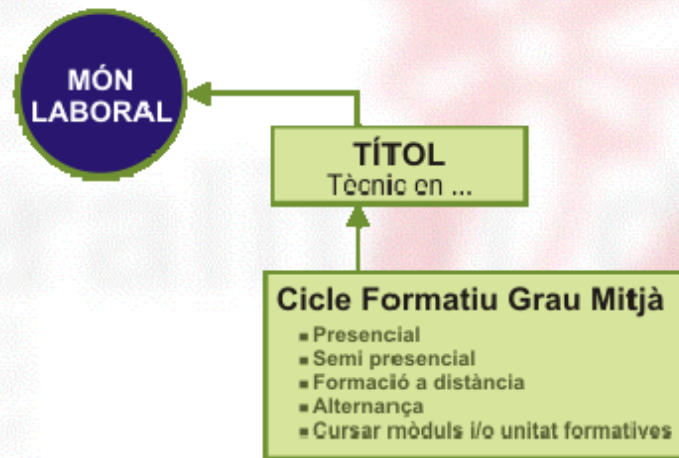 MÓN
LABORAL
TÍTOL
Tècnic en ...
Cicle Formatiu Grau Mitjà
▪ Presencial
▪ Semi presencial
▪ Formació a distància
▪ Alternança
▪ Cursar mòduls i/o unitat formatives